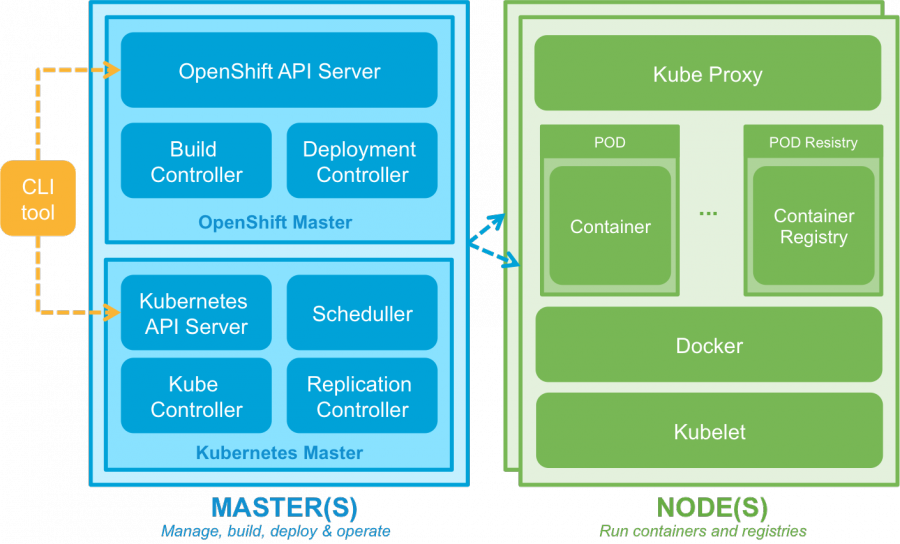 CLI
tool
OpenShift API Server
Build
Controller
Deployment
Controller
OpenShift Master
Kubernetes
API Server
Scheduller
Kube
Controller
Replication
Controller
Kubernetes Master
MASTER(S)
Manage, build, deploy & operate
Kube Proxy
POD
Container
...
POD Resistry
Container
Registry
Docker
Kubelet
NODE(S)
Run containers and registries